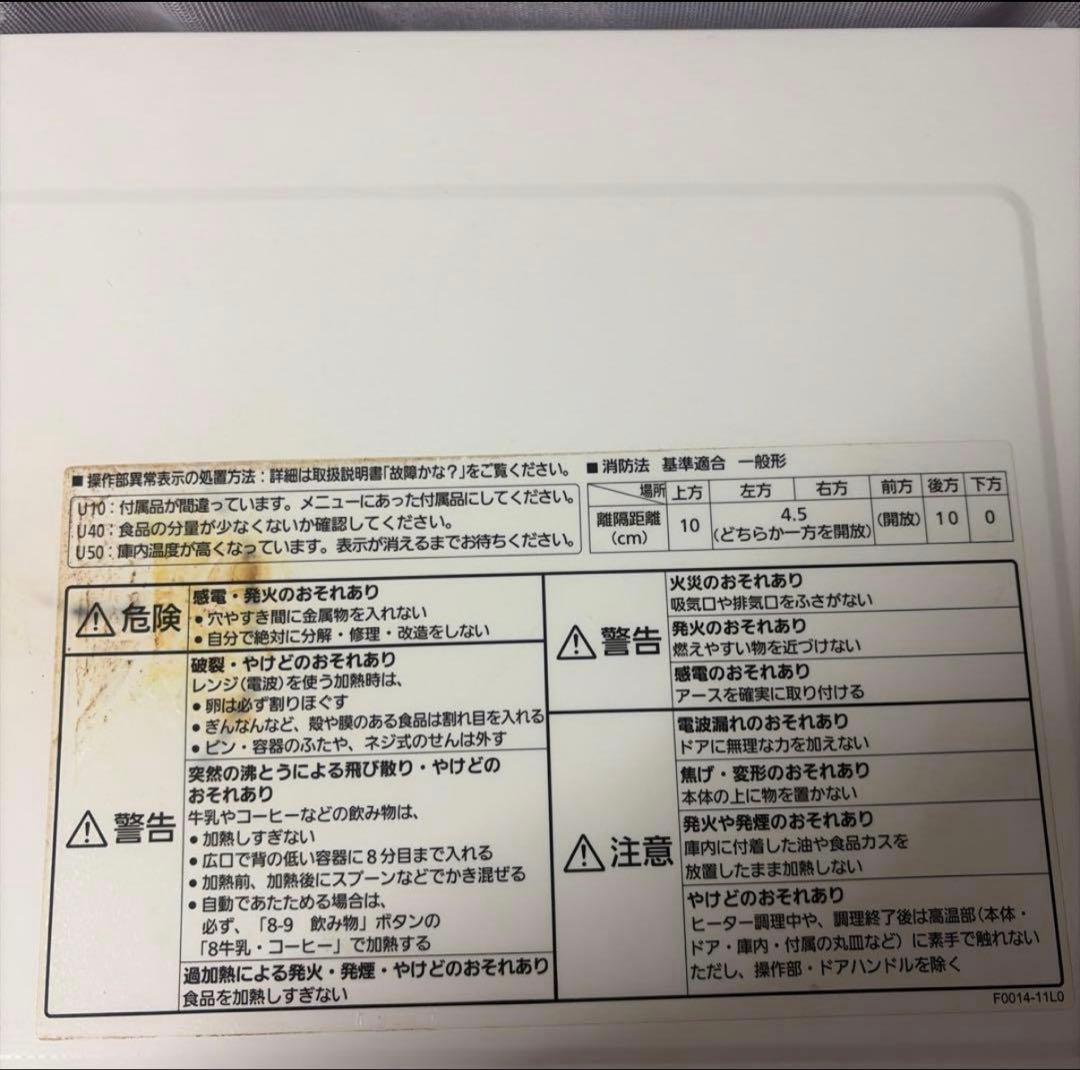 ■ 操作部異常表示の処置方法：詳細は取扱説明書「故障かな？」をご覧ください。
U10：付属品が間違っています。メニューにあった付属品にしてください。
U40：食品の分量が少なくないか確認してください。
U50：庫内温度が高くなっています。表示が消えるまでお待ちください。
■ 消防法 基準適合 一般形
場所 上方 左方 右方 前方 後方 下方
離隔距離 (cm) 10 4.5 (どちらか一方を開放) (開放) 10 0
⚠危険
感電・発火のおそれあり
●穴やすき間に金属物を入れない
●自分で絶対に分解・修理・改造をしない
⚠警告
破裂・やけどのおそれあり
レンジ(電波)を使う加熱時は、
●卵は必ず割りほぐす
●ぎんなんなど、殻や膜のある食品は割れ目を入れる
●ビン・容器のふたや、ネジ式のせんは外す
突然の沸とうによる飛び散り・やけどの
おそれあり
牛乳やコーヒーなどの飲み物は、
●加熱しすぎない
●広口で背の低い容器に8分目まで入れる
●加熱前、加熱後にスプーンなどでかき混ぜる
●自動であたためる場合は、
必ず、「8-9 飲み物」ボタンの
「8牛乳・コーヒー」で加熱する
過加熱による発火・発煙・やけどのおそれあり
食品を加熱しすぎない
⚠警告
火災のおそれあり
吸気口や排気口をふさがない
発火のおそれあり
燃えやすい物を近づけない
感電のおそれあり
アースを確実に取り付ける
⚠注意
電波漏れのおそれあり
ドアに無理な力を加えない
焦げ・変形のおそれあり
本体の上に物を置かない
発火や発煙のおそれあり
庫内に付着した油や食品カスを
放置したまま加熱しない
やけどのおそれあり
ヒーター調理中や、調理終了後は高温部(本体・
ドア・庫内・付属の丸皿など)に素手で触れない
ただし、操作部・ドアハンドルを除く
F0014-11L0